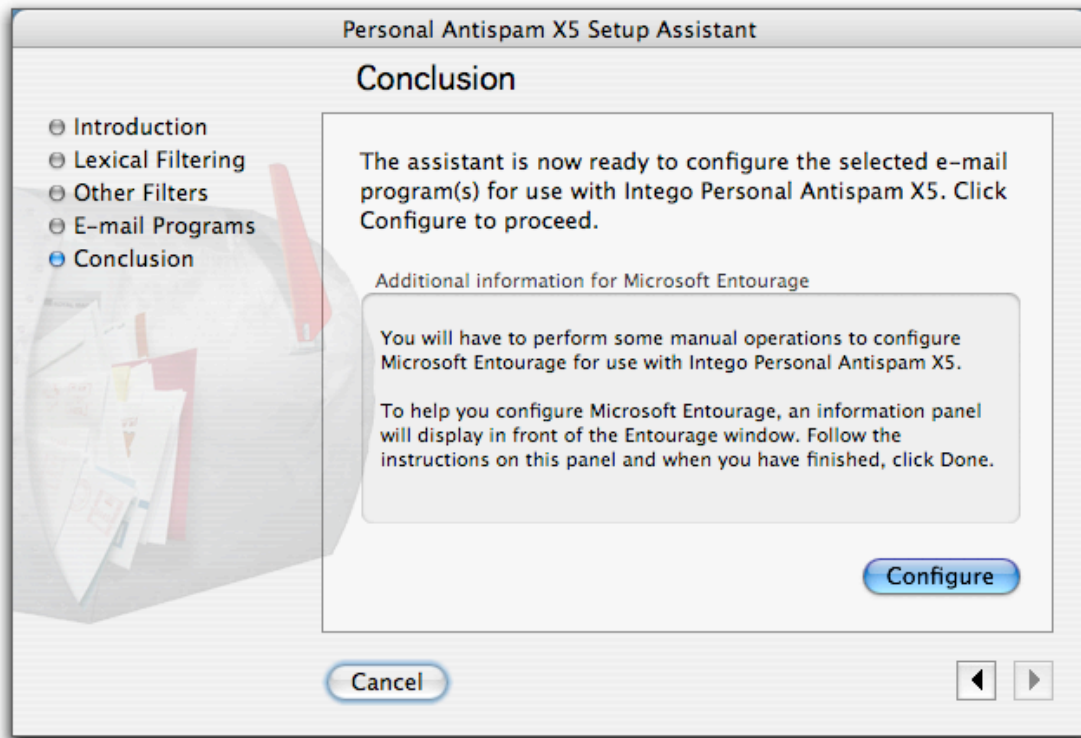 Personal Antispam X5 Setup Assistant
Conclusion
Introduction
Lexical Filtering
Other Filters
E-mail Programs
Conclusion
The assistant is now ready to configure the selected e-mail
program(s) for use with Intego Personal Antispam X5. Click
Configure to proceed.
Additional information for Microsoft Entourage
You will have to perform some manual operations to configure
Microsoft Entourage for use with Intego Personal Antispam X5.
To help you configure Microsoft Entourage, an information panel
will display in front of the Entourage window. Follow the
instructions on this panel and when you have finished, click Done.
Configure
Cancel